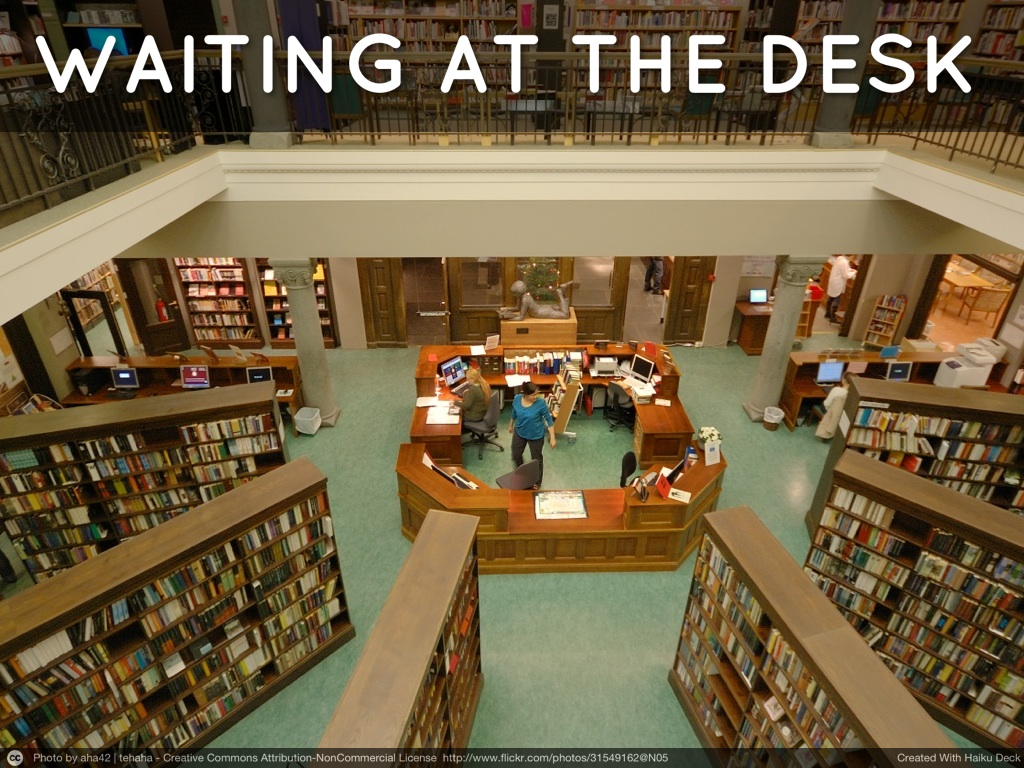 WAITING AT THE DESK
Photo by aha42 | tehaha - Creative Commons Attribution-NonCommercial License http://www.flickr.com/photos/31549162@N05
Created With Haiku Deck